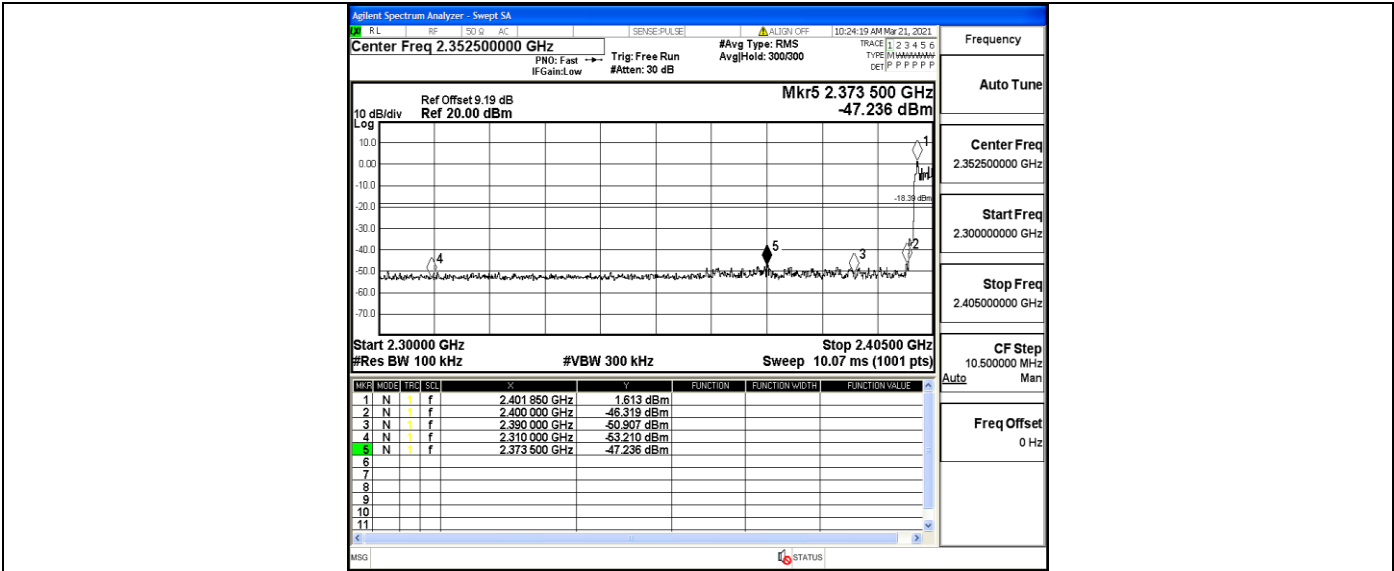 Agilent Spectrum Analyzer - Swept SA
RL RF 50 Ω AC SENSE:PULSE ALIGN OFF 10:24:19 AM Mar 21, 2021
Center Freq 2.352500000 GHz
PNO: Fast
IFGain:Low
Trig: Free Run
#Atten: 30 dB
#Avg Type: RMS
Avg|Hold: 300/300
TRACE 1 2 3 4 5 6
TYPE M
DET P P P P P P
Ref Offset 9.19 dB
10 dB/div Ref 20.00 dBm
Log
Mkr5 2.373 500 GHz
-47.236 dBm
10.0
0.00
-10.0
-20.0
-30.0
-40.0
-50.0
-60.0
-70.0
1
-18.39 dBm
2
3
5
4
Start 2.30000 GHz Stop 2.40500 GHz
#Res BW 100 kHz #VBW 300 kHz Sweep 10.07 ms (1001 pts)
MKR MODE TRC SCL X Y FUNCTION FUNCTION WIDTH FUNCTION VALUE
1 N 1 f 2.401 850 GHz 1.613 dBm
2 N 1 f 2.400 000 GHz -46.319 dBm
3 N 1 f 2.390 000 GHz -50.907 dBm
4 N 1 f 2.310 000 GHz -53.210 dBm
5 N 1 f 2.373 500 GHz -47.236 dBm
6
7
8
9
10
11
MSG STATUS
Frequency
Auto Tune
Center Freq
2.352500000 GHz
Start Freq
2.300000000 GHz
Stop Freq
2.405000000 GHz
CF Step
10.500000 MHz
Auto Man
Freq Offset
0 Hz